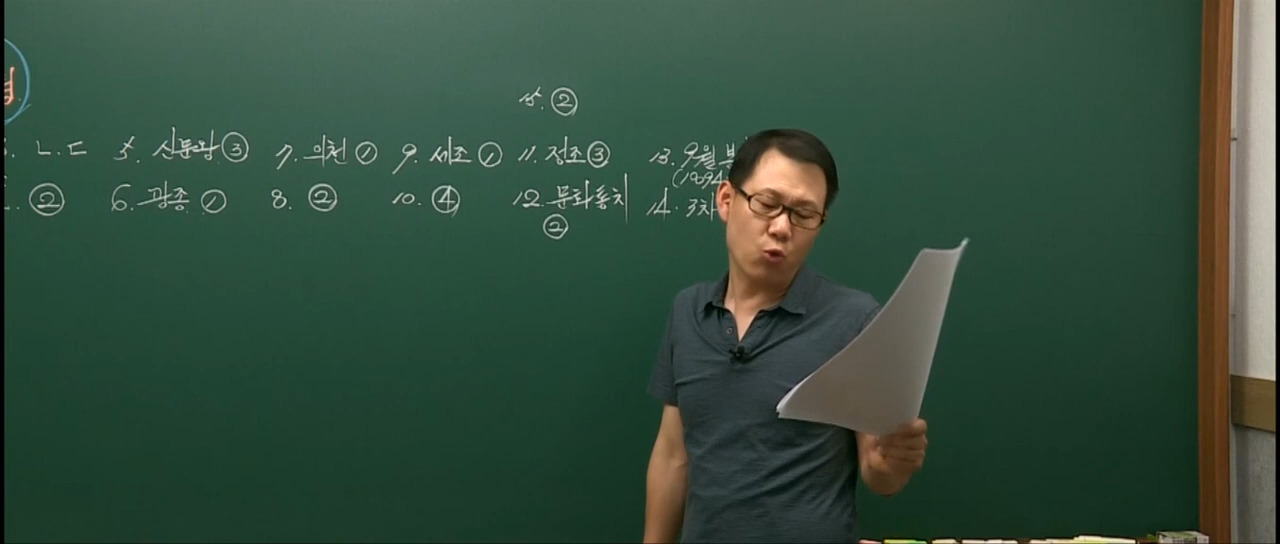 ②
ㄴ.ㄷ 5. 신문왕 ③ 7. 의천 ① 9. 세조 ① 11. 정조 ③ 13. 9월
② 6. 광종 ① 8. ② 10. ④ 12. 문화통치 14. 3차
②